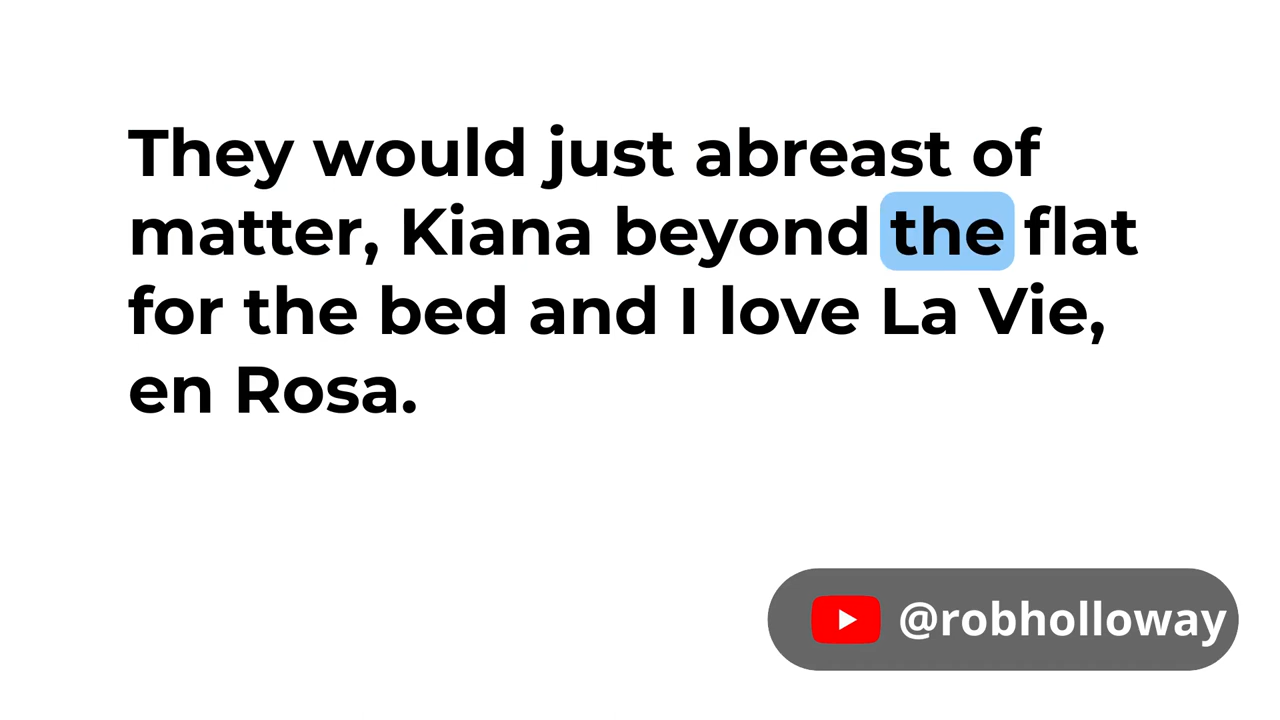 They would just abreast of
matter, Kiana beyond the flat
for the bed and I love La Vie,
en Rosa.
@robholloway